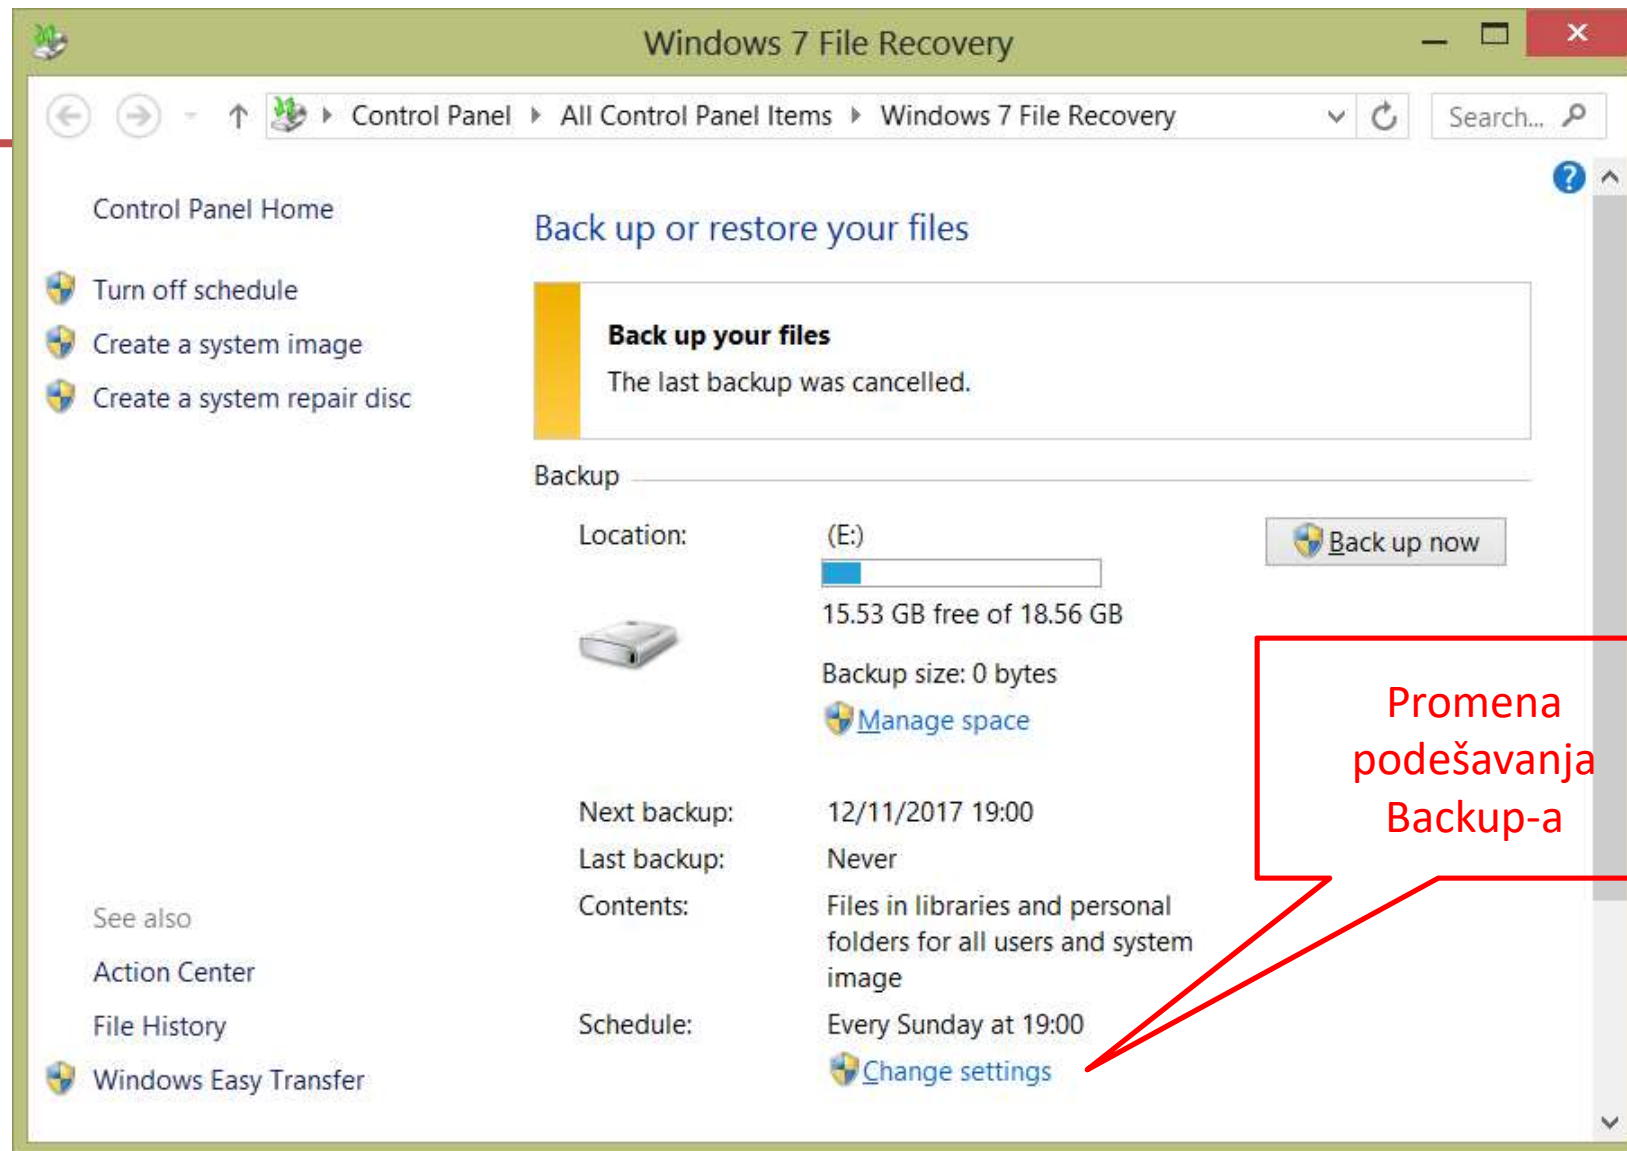 Windows 7 File Recovery
Control Panel All Control Panel Items Windows 7 File Recovery
Search...
Control Panel Home
Turn off schedule
Create a system image
Create a system repair disc
Back up or restore your files
Back up your files
The last backup was cancelled.
Backup
Location:
(E:)
Back up now
15.53 GB free of 18.56 GB
Backup size: 0 bytes
Manage space
Next backup:
12/11/2017 19:00
Last backup:
Never
Contents:
Files in libraries and personal
folders for all users and system
image
Schedule:
Every Sunday at 19:00
Change settings
Promena
podešavanja
Backup-a
See also
Action Center
File History
Windows Easy Transfer